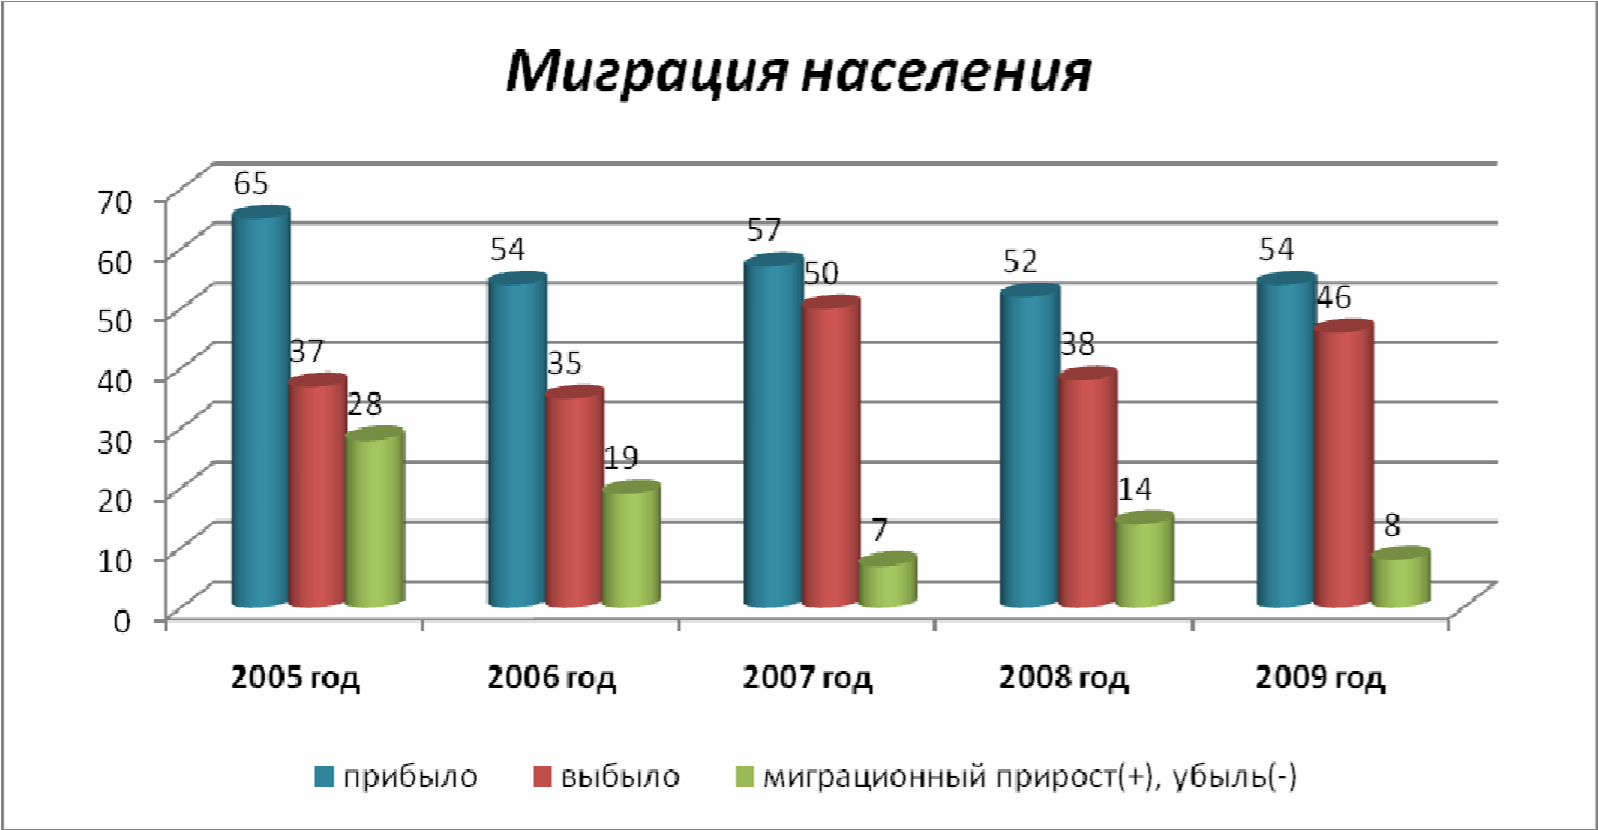 Миграция населения
70
60
50
40
30
20
10
0
65
37
28
54
35
19
57
50
7
52
38
14
54
46
8
2005 год
2006 год
2007 год
2008 год
2009 год
прибыло
выбыло
миграционный прирост(+), убыль(-)